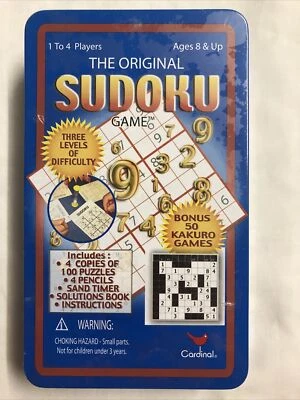 1 To 4 Players
Ages 8 & Up
THE ORIGINAL
SUDOKU
GAME™
THREE
LEVELS
OF
DIFFICULTY
Includes:
• 4 COPIES OF
100 PUZZLES
• 4 PENCILS
• SAND TIMER
• SOLUTIONS BOOK
• INSTRUCTIONS
BONUS
50
KAKURO
GAMES
WARNING:
CHOKING HAZARD - Small parts.
Not for children under 3 years.
Cardinal®